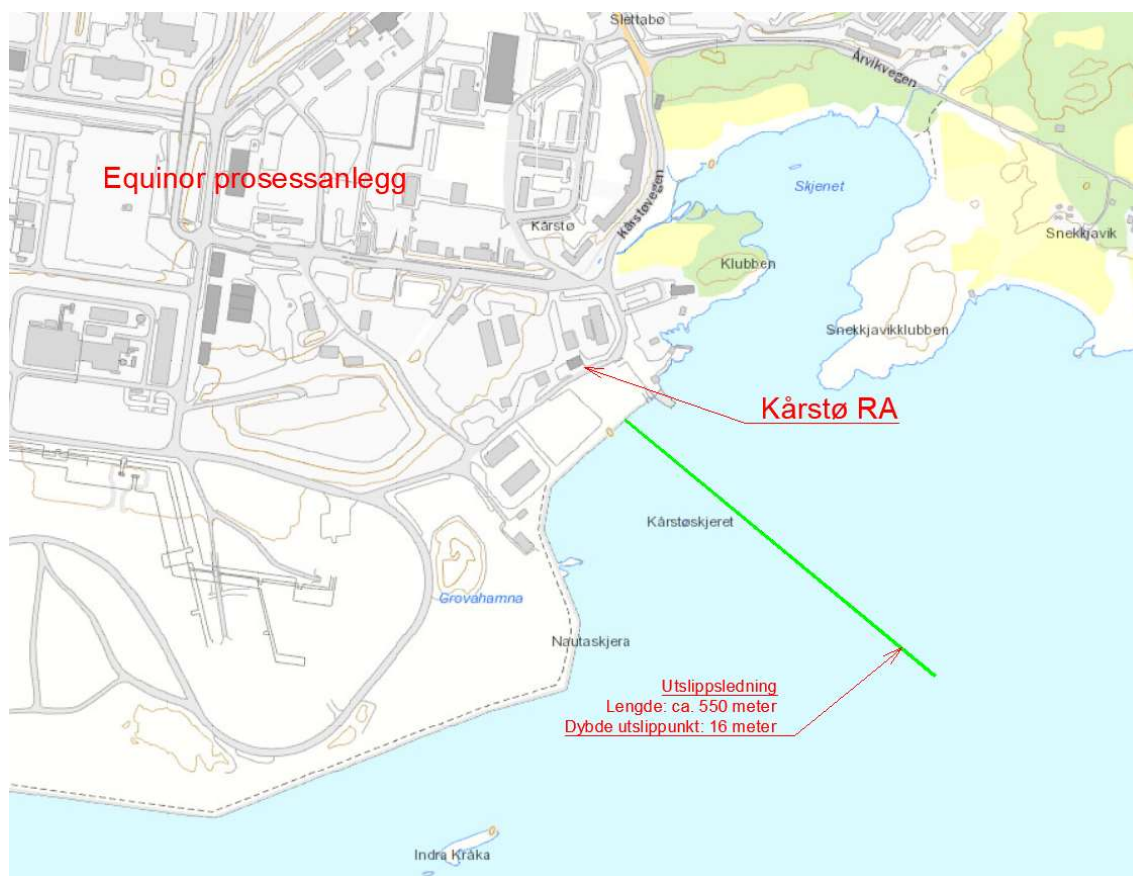 Slettabø
Årvikvegen
Equinor prosessanlegg
Skjenet
Kårstøvegen
Kårstø
Snekkjavik
Klubben
Snekkjavikklubben
Kårstø RA
Kårstøskjeret
Grovahamna
Nautaskjera
Utslippsledning
Lengde: ca. 550 meter
Dybde utslippunkt: 16 meter
Indra Kråka